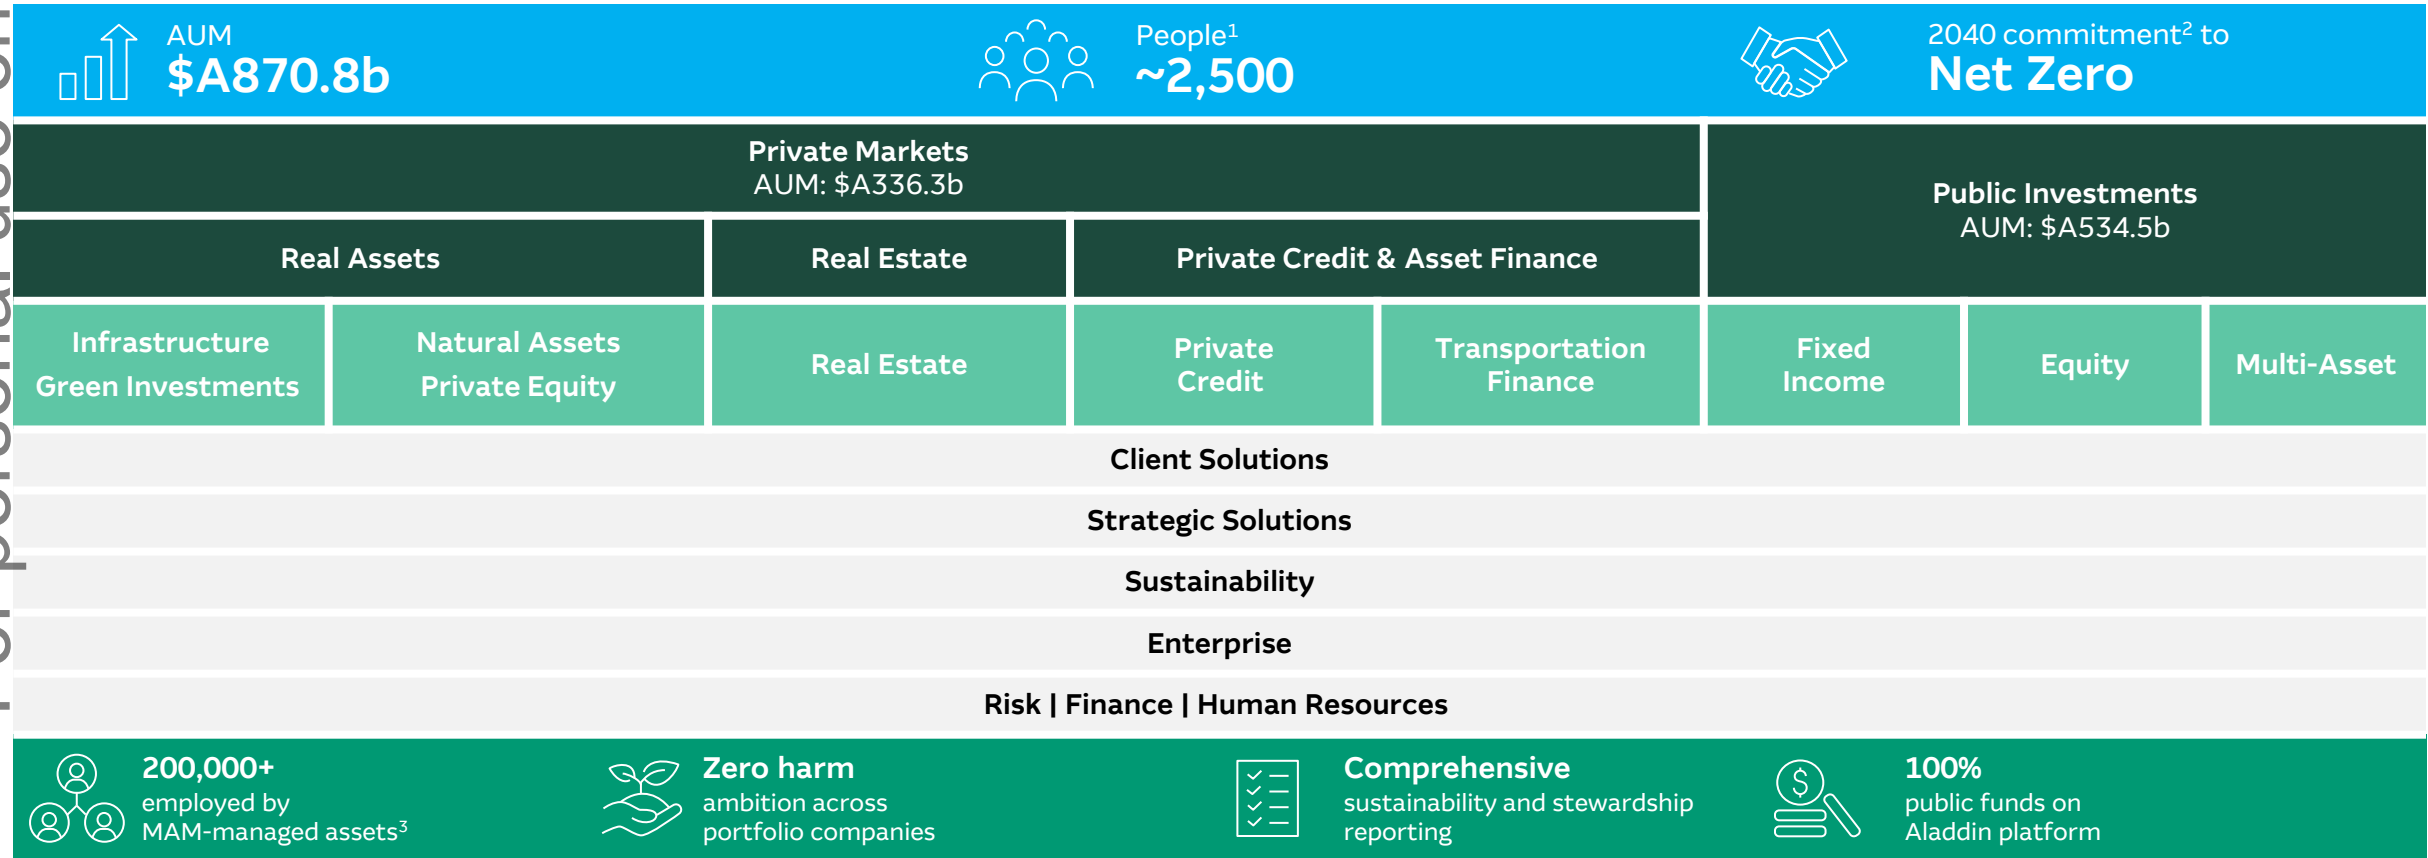 AUM
$A870.8b
People¹
~2,500
2040 commitment² to
Net Zero
Private Markets
AUM: $A336.3b
Public Investments
AUM: $A534.5b
Real Assets
Real Estate
Private Credit & Asset Finance
Infrastructure
Green Investments
Natural Assets
Private Equity
Real Estate
Private
Credit
Transportation
Finance
Fixed
Income
Equity
Multi-Asset
Client Solutions
Strategic Solutions
Sustainability
Enterprise
Risk | Finance | Human Resources
200,000+
employed by
MAM-managed assets³
Zero harm
ambition across
portfolio companies
Comprehensive
sustainability and stewardship
reporting
$
100%
public funds on
Aladdin platform